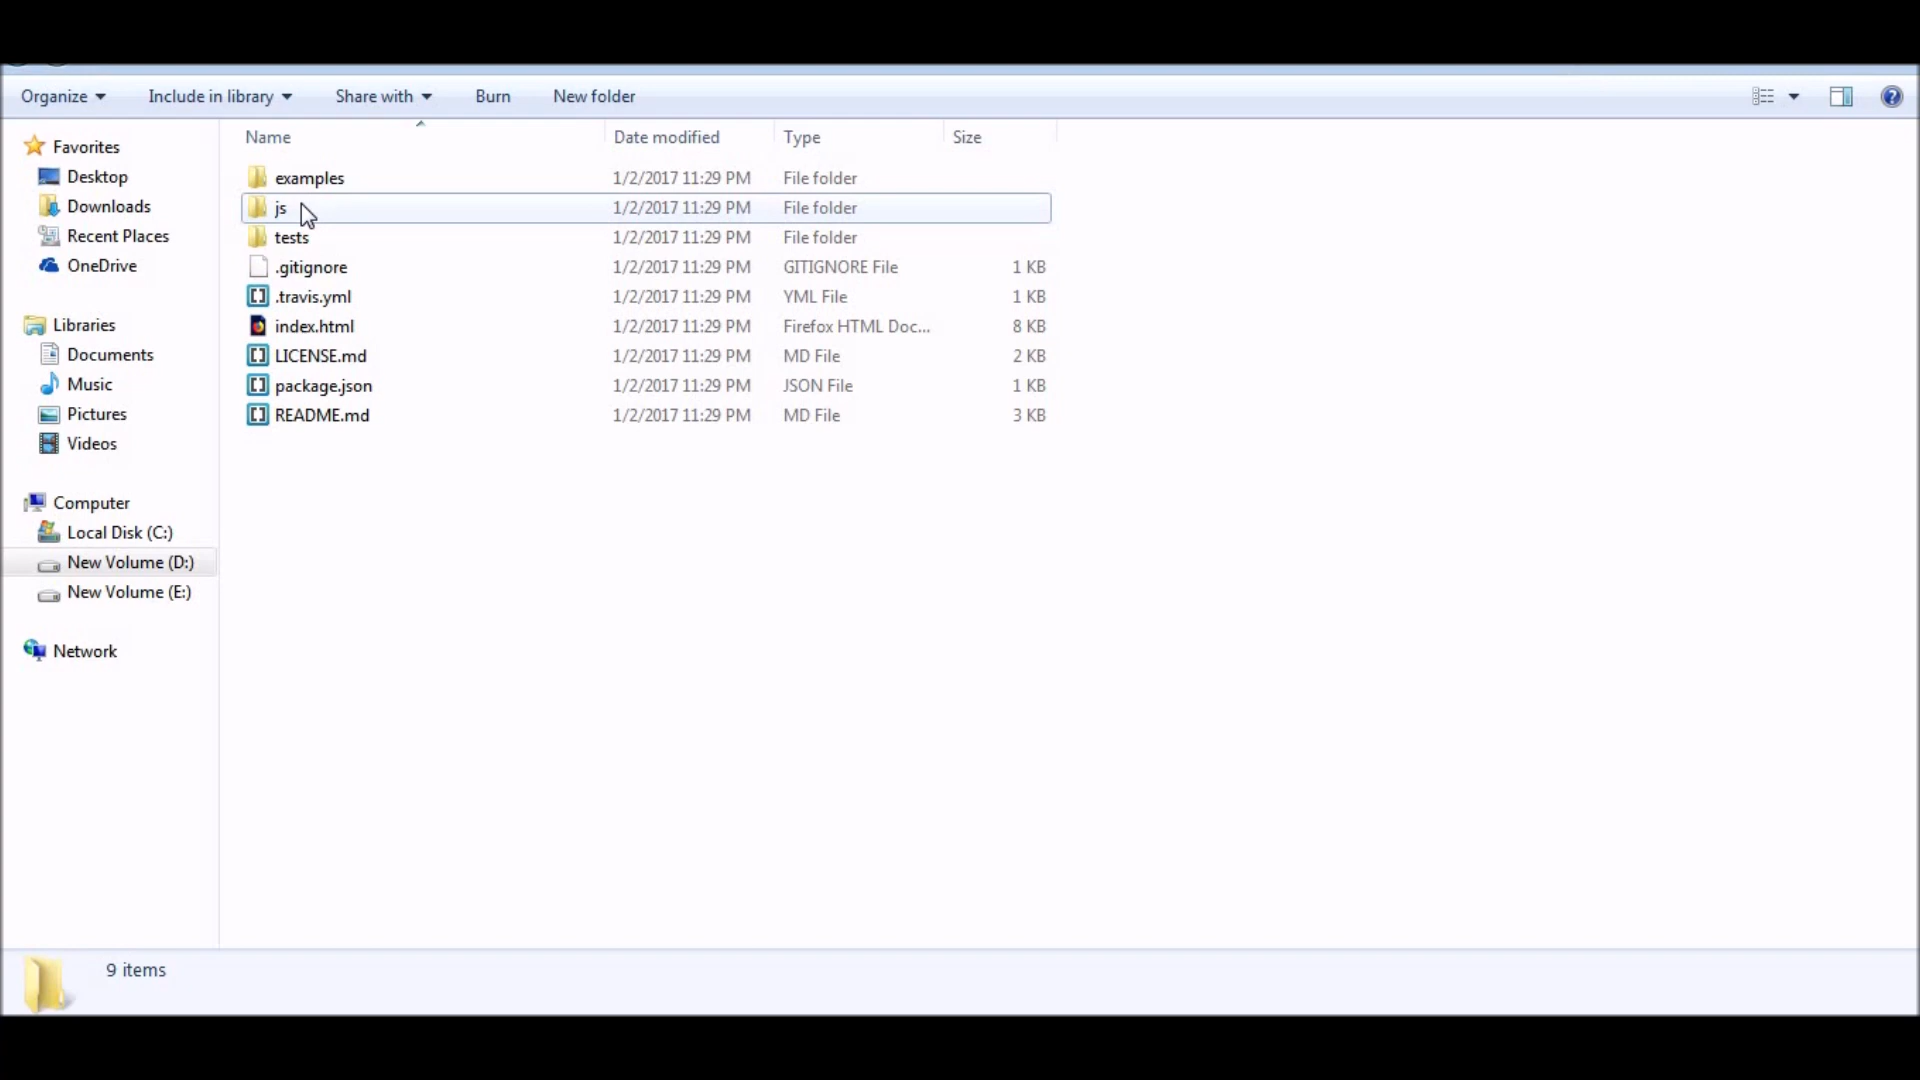 Organize Include in library Share with Burn New folder
Name Date modified Type Size
Favorites
Desktop
Downloads
Recent Places
OneDrive
Libraries
Documents
Music
Pictures
Videos
Computer
Local Disk (C:)
New Volume (D:)
New Volume (E:)
Network
examples 1/2/2017 11:29 PM File folder
js 1/2/2017 11:29 PM File folder
tests 1/2/2017 11:29 PM File folder
.gitignore 1/2/2017 11:29 PM GITIGNORE File 1 KB
.travis.yml 1/2/2017 11:29 PM YML File 1 KB
index.html 1/2/2017 11:29 PM Firefox HTML Doc... 8 KB
LICENSE.md 1/2/2017 11:29 PM MD File 2 KB
package.json 1/2/2017 11:29 PM JSON File 1 KB
README.md 1/2/2017 11:29 PM MD File 3 KB
9 items